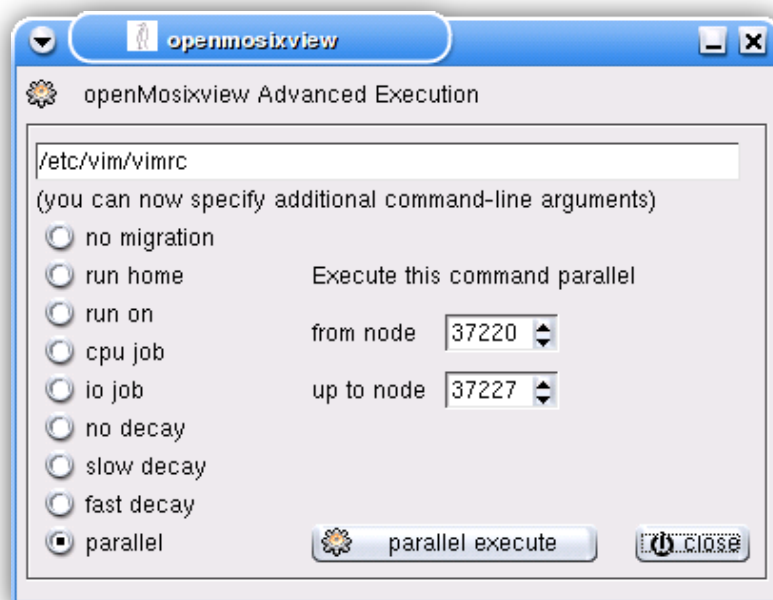 openmosixview
openMosixview Advanced Execution
/etc/vim/vimrc
(you can now specify additional command-line arguments)
no migration
run home
Execute this command parallel
run on
from node 37220
cpu job
io job
up to node 37227
no decay
slow decay
fast decay
parallel
parallel execute
close